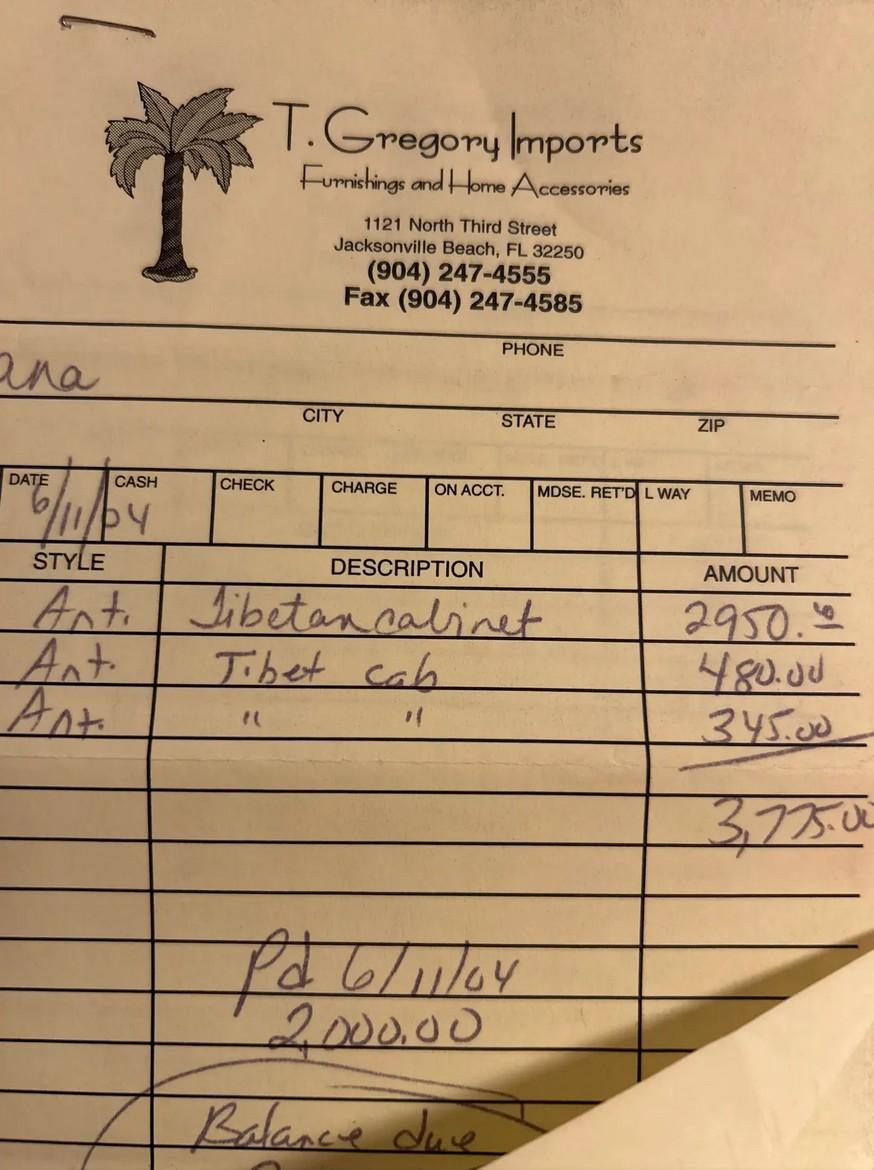 T. Gregory Imports
Furnishings and Home Accessories
1121 North Third Street
Jacksonville Beach, FL 32250
(904) 247-4555
Fax (904) 247-4585
PHONE
ana
CITY STATE ZIP
DATE CASH CHECK CHARGE ON ACCT. MDSE. RET'D L WAY MEMO
6/11/04
STYLE DESCRIPTION AMOUNT
Ant. Tibetan cabinet 2950.
Ant. Tibet cab 480.00
Ant. " " 345.00
3,775.00
Pd 6/11/04
2,000.00
Balance due